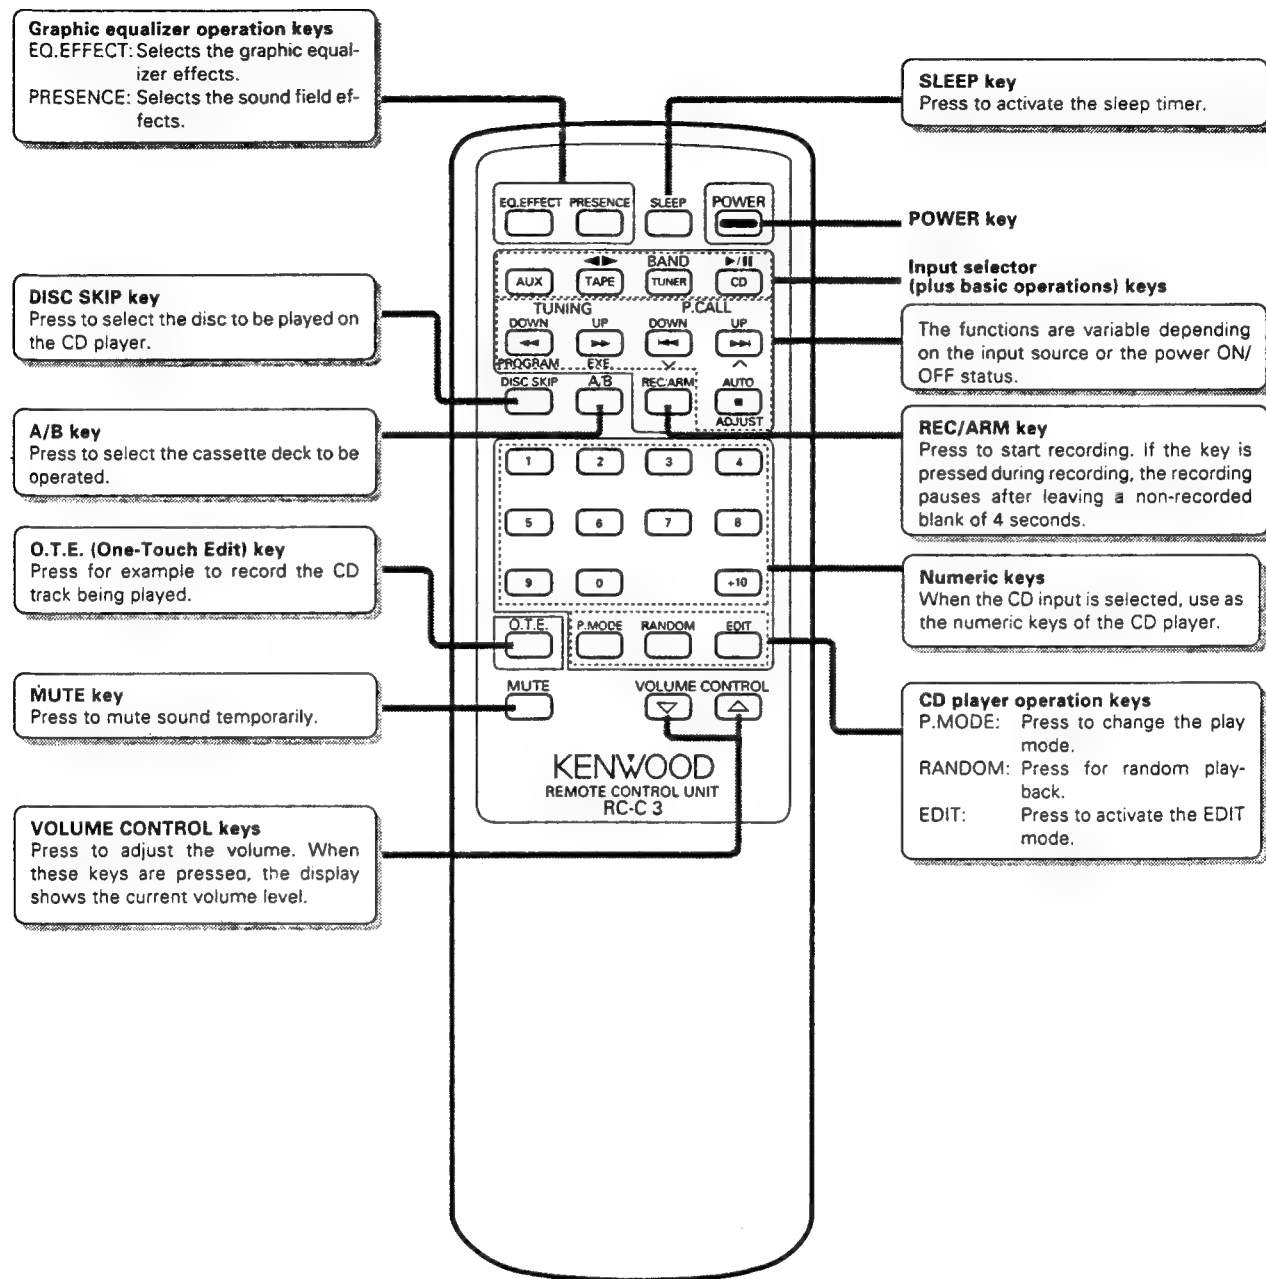 Graphic equalizer operation keys
EQ.EFFECT: Selects the graphic equal-
izer effects.
PRESENCE: Selects the sound field ef-
fects.
SLEEP key
Press to activate the sleep timer.
EQ.EFFECT PRESENCE SLEEP POWER
POWER key
◀▶ BAND ▶/II
AUX TAPE TUNER CD
Input selector
(plus basic operations) keys
DISC SKIP key
Press to select the disc to be played on
the CD player.
TUNING P.CALL
DOWN UP DOWN UP
◀◀ ▶▶ I◀◀ ▶▶I
PROGRAM EXE.
The functions are variable depending
on the input source or the power ON/
OFF status.
DISC SKIP A/B REC/ARM AUTO
■
ADJUST
A/B key
Press to select the cassette deck to be
operated.
REC/ARM key
Press to start recording. If the key is
pressed during recording, the recording
pauses after leaving a non-recorded
blank of 4 seconds.
1 2 3 4
5 6 7 8
9 0 +10
O.T.E. (One-Touch Edit) key
Press for example to record the CD
track being played.
Numeric keys
When the CD input is selected, use as
the numeric keys of the CD player.
O.T.E. P.MODE RANDOM EDIT
MUTE key
Press to mute sound temporarily.
MUTE VOLUME CONTROL
CD player operation keys
P.MODE: Press to change the play
mode.
RANDOM: Press for random play-
back.
EDIT: Press to activate the EDIT
mode.
KENWOOD
REMOTE CONTROL UNIT
RC-C 3
VOLUME CONTROL keys
Press to adjust the volume. When
these keys are pressed, the display
shows the current volume level.